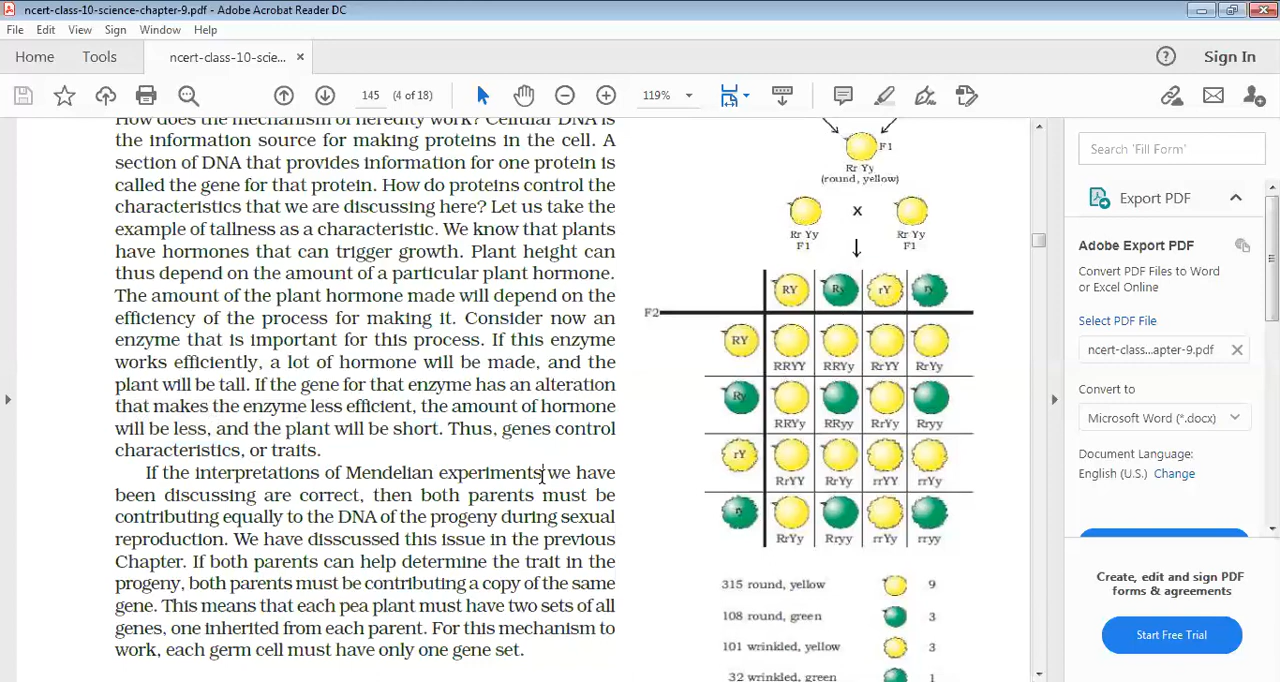 ncert-class-10-science-chapter-9.pdf - Adobe Acrobat Reader DC
File Edit View Sign Window Help
Home Tools ncert-class-10-scie... × Sign In
145 (4 of 18) 119%
How does the mechanism of heredity work? Cellular DNA is
the information source for making proteins in the cell. A
section of DNA that provides information for one protein is
called the gene for that protein. How do proteins control the
characteristics that we are discussing here? Let us take the
example of tallness as a characteristic. We know that plants
have hormones that can trigger growth. Plant height can
thus depend on the amount of a particular plant hormone.
The amount of the plant hormone made will depend on the
efficiency of the process for making it. Consider now an
enzyme that is important for this process. If this enzyme
works efficiently, a lot of hormone will be made, and the
plant will be tall. If the gene for that enzyme has an alteration
that makes the enzyme less efficient, the amount of hormone
will be less, and the plant will be short. Thus, genes control
characteristics, or traits.
If the interpretations of Mendelian experiments we have
been discussing are correct, then both parents must be
contributing equally to the DNA of the progeny during sexual
reproduction. We have disscussed this issue in the previous
Chapter. If both parents can help determine the trait in the
progeny, both parents must be contributing a copy of the same
gene. This means that each pea plant must have two sets of all
genes, one inherited from each parent. For this mechanism to
work, each germ cell must have only one gene set.
F1
Rr Yy
(round, yellow)
x
Rr Yy Rr Yy
F1 F1
RY Ry rY ry
F2
RY
RRYY RRYy RrYY RrYy
Ry
RRYy RRyy RrYy Rryy
rY
RrYY RrYy rrYY rrYy
ry
RrYy Rryy rrYy rryy
315 round, yellow 9
108 round, green 3
101 wrinkled, yellow 3
32 wrinkled, green 1
Search 'Fill Form'
Export PDF
Adobe Export PDF
Convert PDF Files to Word
or Excel Online
Select PDF File
ncert-class...apter-9.pdf ×
Convert to
Microsoft Word (*.docx)
Document Language:
English (U.S.) Change
Create, edit and sign PDF
forms & agreements
Start Free Trial